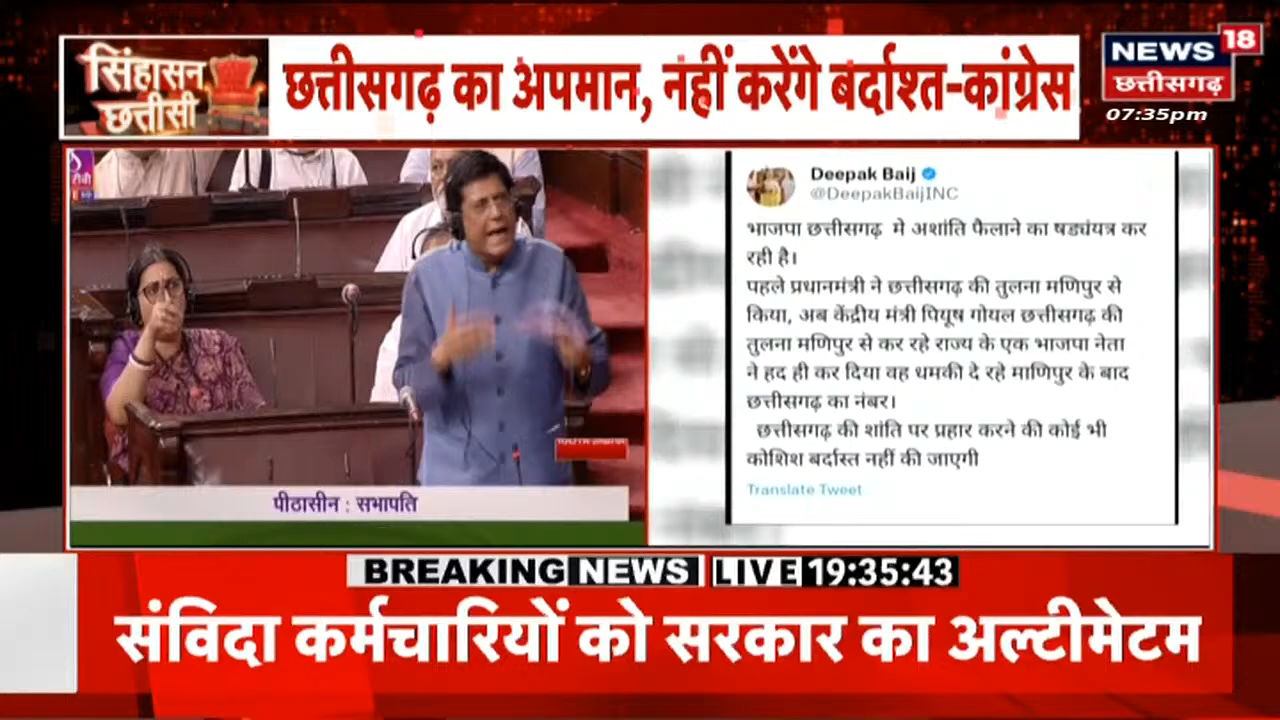 सिंहासन
छत्तीसी
छत्तीसगढ़ का अपमान, नहीं करेंगे बर्दाश्त-कांग्रेस
NEWS 18
छत्तीसगढ़
07:35pm
टीवी
Deepak Baij
@DeepakBaijINC
भाजपा छत्तीसगढ़ मे अशांति फैलाने का षड्यंयत्र कर
रही है।
पहले प्रधानमंत्री ने छत्तीसगढ़ की तुलना मणिपुर से
किया, अब केंद्रीय मंत्री पियूष गोयल छत्तीसगढ़ की
तुलना मणिपुर से कर रहे राज्य के एक भाजपा नेता
ने हद ही कर दिया वह धमकी दे रहे माणिपुर के बाद
छत्तीसगढ़ का नंबर।
छत्तीसगढ़ की शांति पर प्रहार करने की कोई भी
कोशिश बर्दास्त नहीं की जाएगी
Translate Tweet
पीठासीन : सभापति
BREAKING NEWS LIVE 19:35:43
संविदा कर्मचारियों को सरकार का अल्टीमेटम